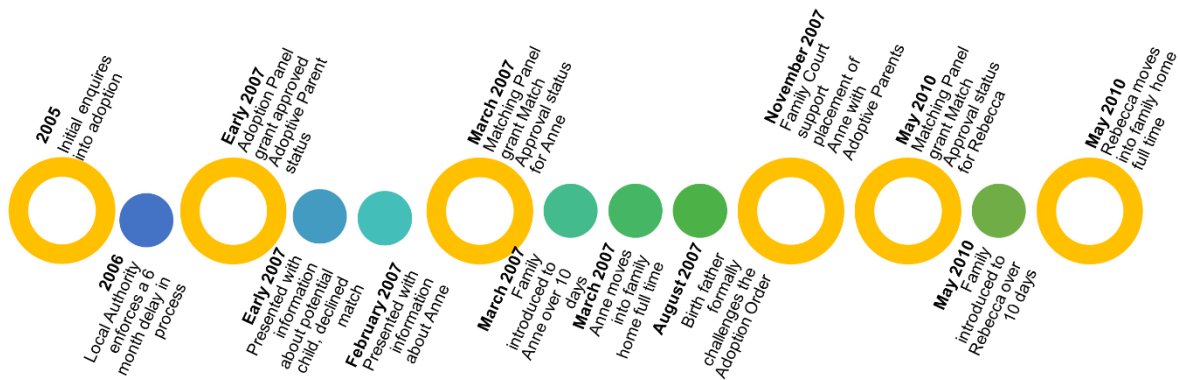 2005
Initial enquires
into adoption
2006
Local Authority
enforces a 6
month delay in
process
Early 2007
Adoption Panel
grant approved
Adoptive Parent
status
Early 2007
Presented with
information
about potential
child, declined
match
February 2007
Presented with
information
about Anne
March 2007
Matching Panel
grant Match
Approval status
for Anne
March 2007
Family
introduced to
Anne over 10
days
March 2007
Anne moves
into family
home full time
August 2007
Birth father
formally
challenges the
Adoption Order
November 2007
Family Court
support
placement of
Anne with
Adoptive Parents
May 2010
Matching Panel
grant Match
Approval status
for Rebecca
May 2010
Family
introduced to
Rebecca over
10 days
May 2010
Rebecca moves
into family home
full time